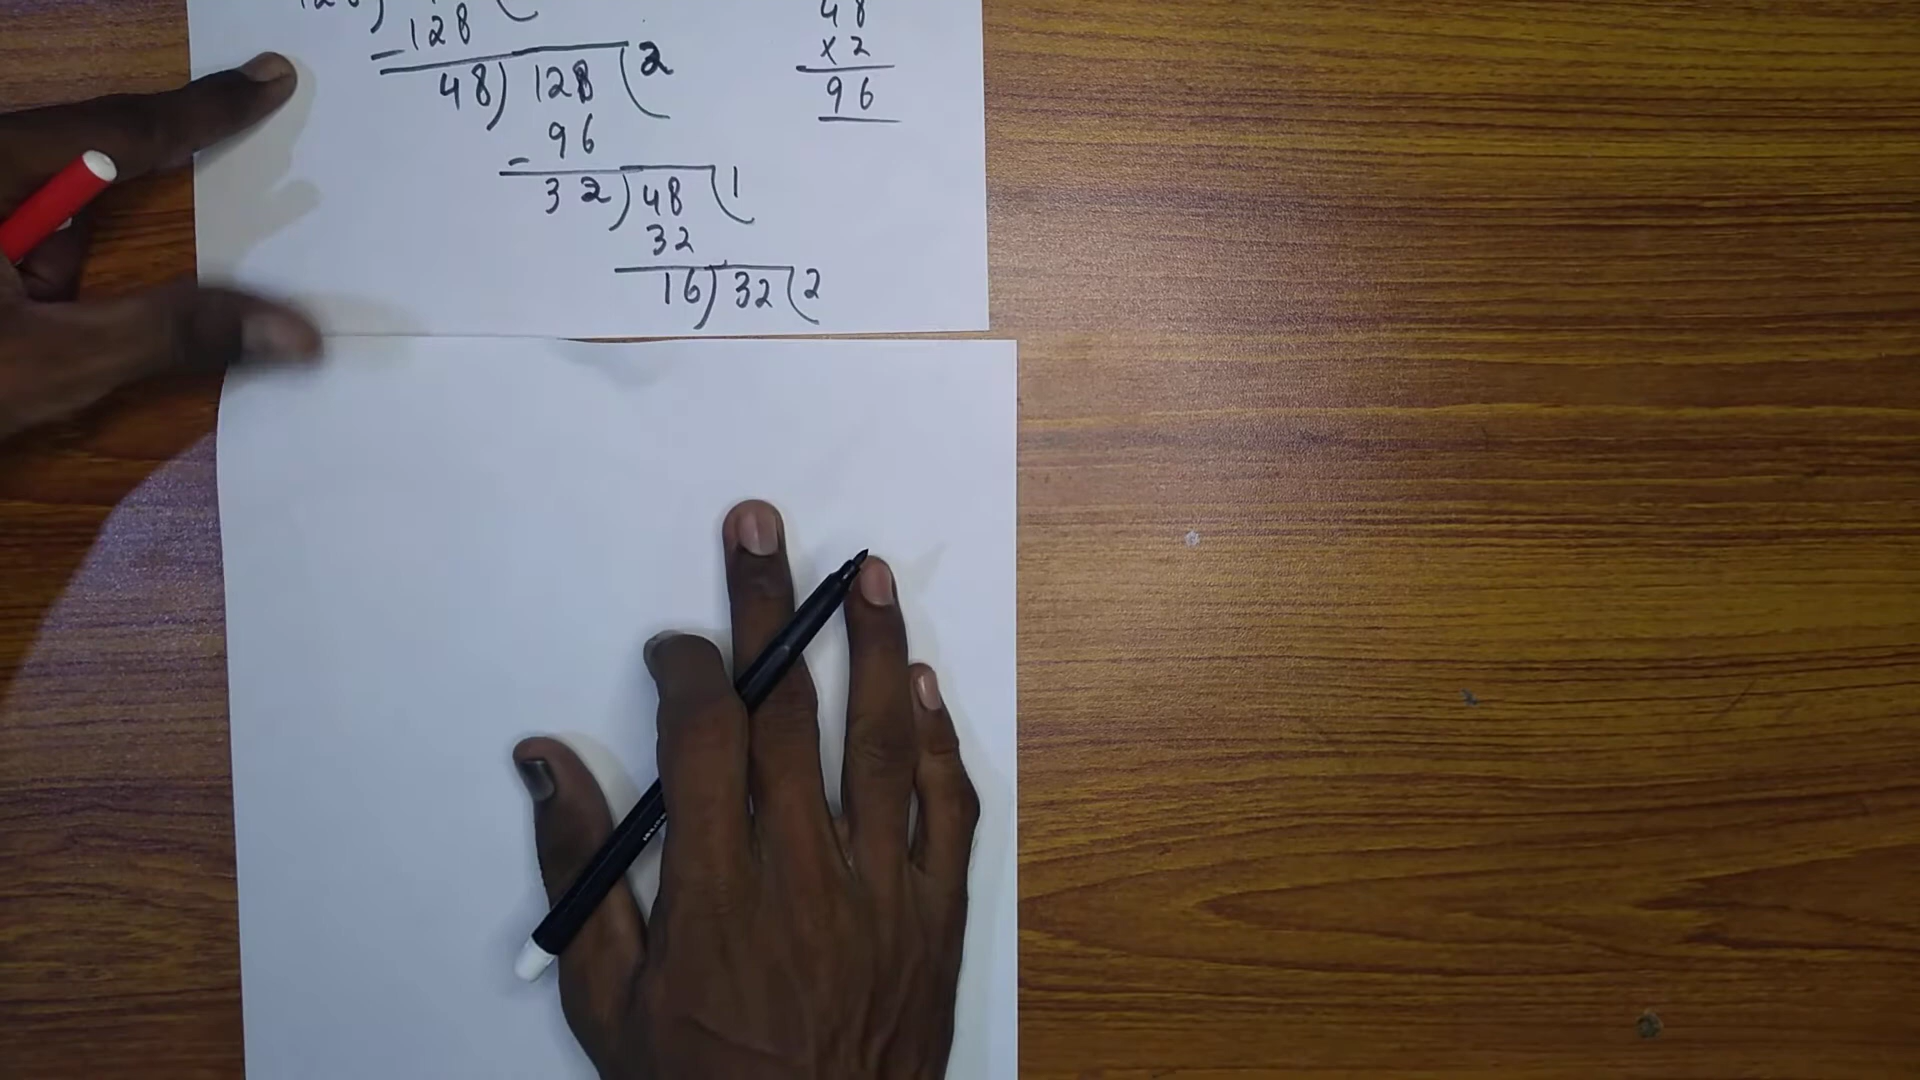 - 128
48) 128 (2
48
x 2
96
- 96
32) 48 (1
32
16) 32 (2